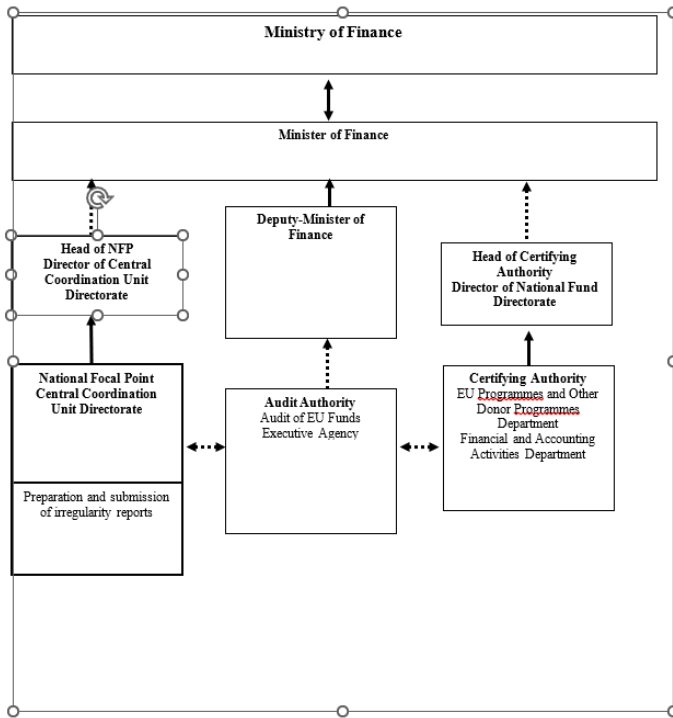 Ministry of Finance
Minister of Finance
Head of NFP
Director of Central
Coordination Unit
Directorate
Deputy-Minister of
Finance
Head of Certifying
Authority
Director of National Fund
Directorate
National Focal Point
Central Coordination
Unit Directorate
Preparation and submission
of irregularity reports
Audit Authority
Audit of EU Funds
Executive Agency
Certifying Authority
EU Programmes and Other
Donor Programmes
Department
Financial and Accounting
Activities Department